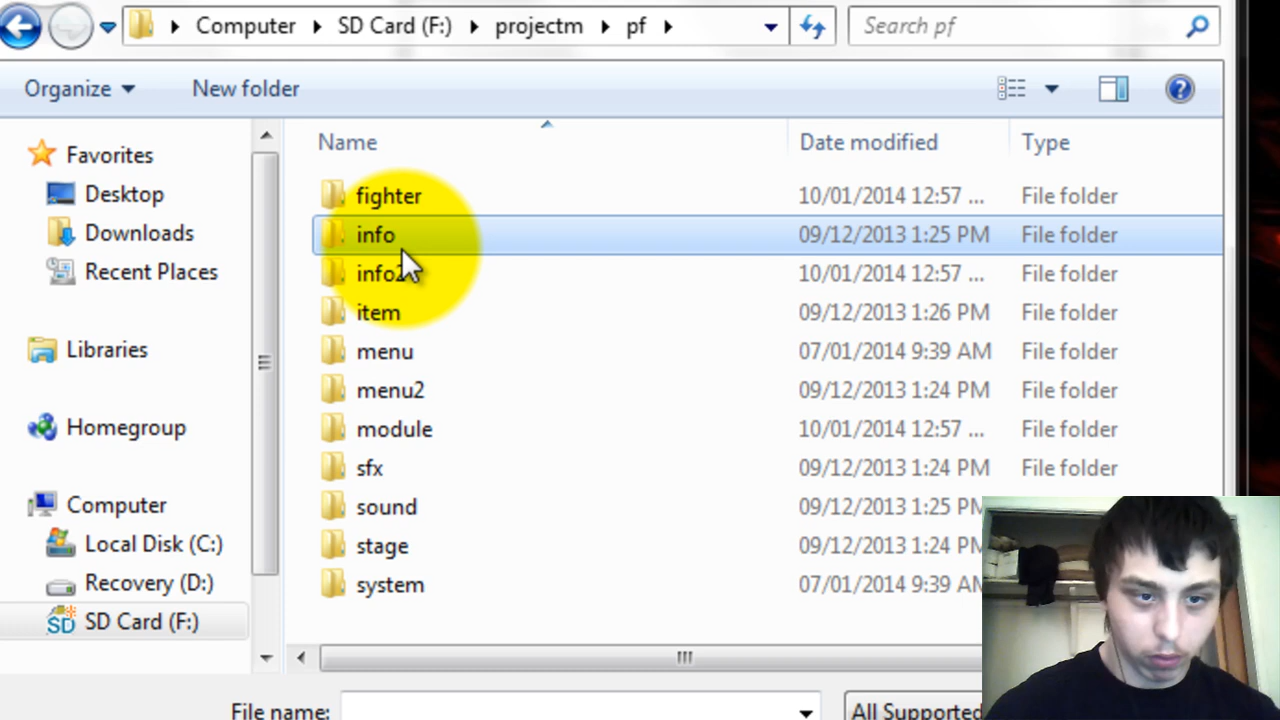 Computer SD Card (F:) projectm pf Search pf
Organize New folder
Name Date modified Type
Favorites
Desktop
Downloads
Recent Places
Libraries
Homegroup
Computer
Local Disk (C:)
Recovery (D:)
SD Card (F:)
SD
fighter 10/01/2014 12:57 ... File folder
info 09/12/2013 1:25 PM File folder
info2 10/01/2014 12:57 ... File folder
item 09/12/2013 1:26 PM File folder
menu 07/01/2014 9:39 AM File folder
menu2 09/12/2013 1:24 PM File folder
module 10/01/2014 12:57 ... File folder
sfx 09/12/2013 1:24 PM File folder
sound 09/12/2013 1:25 PM
stage 09/12/2013 1:24 PM
system 07/01/2014 9:39 AM
File name: All Supported